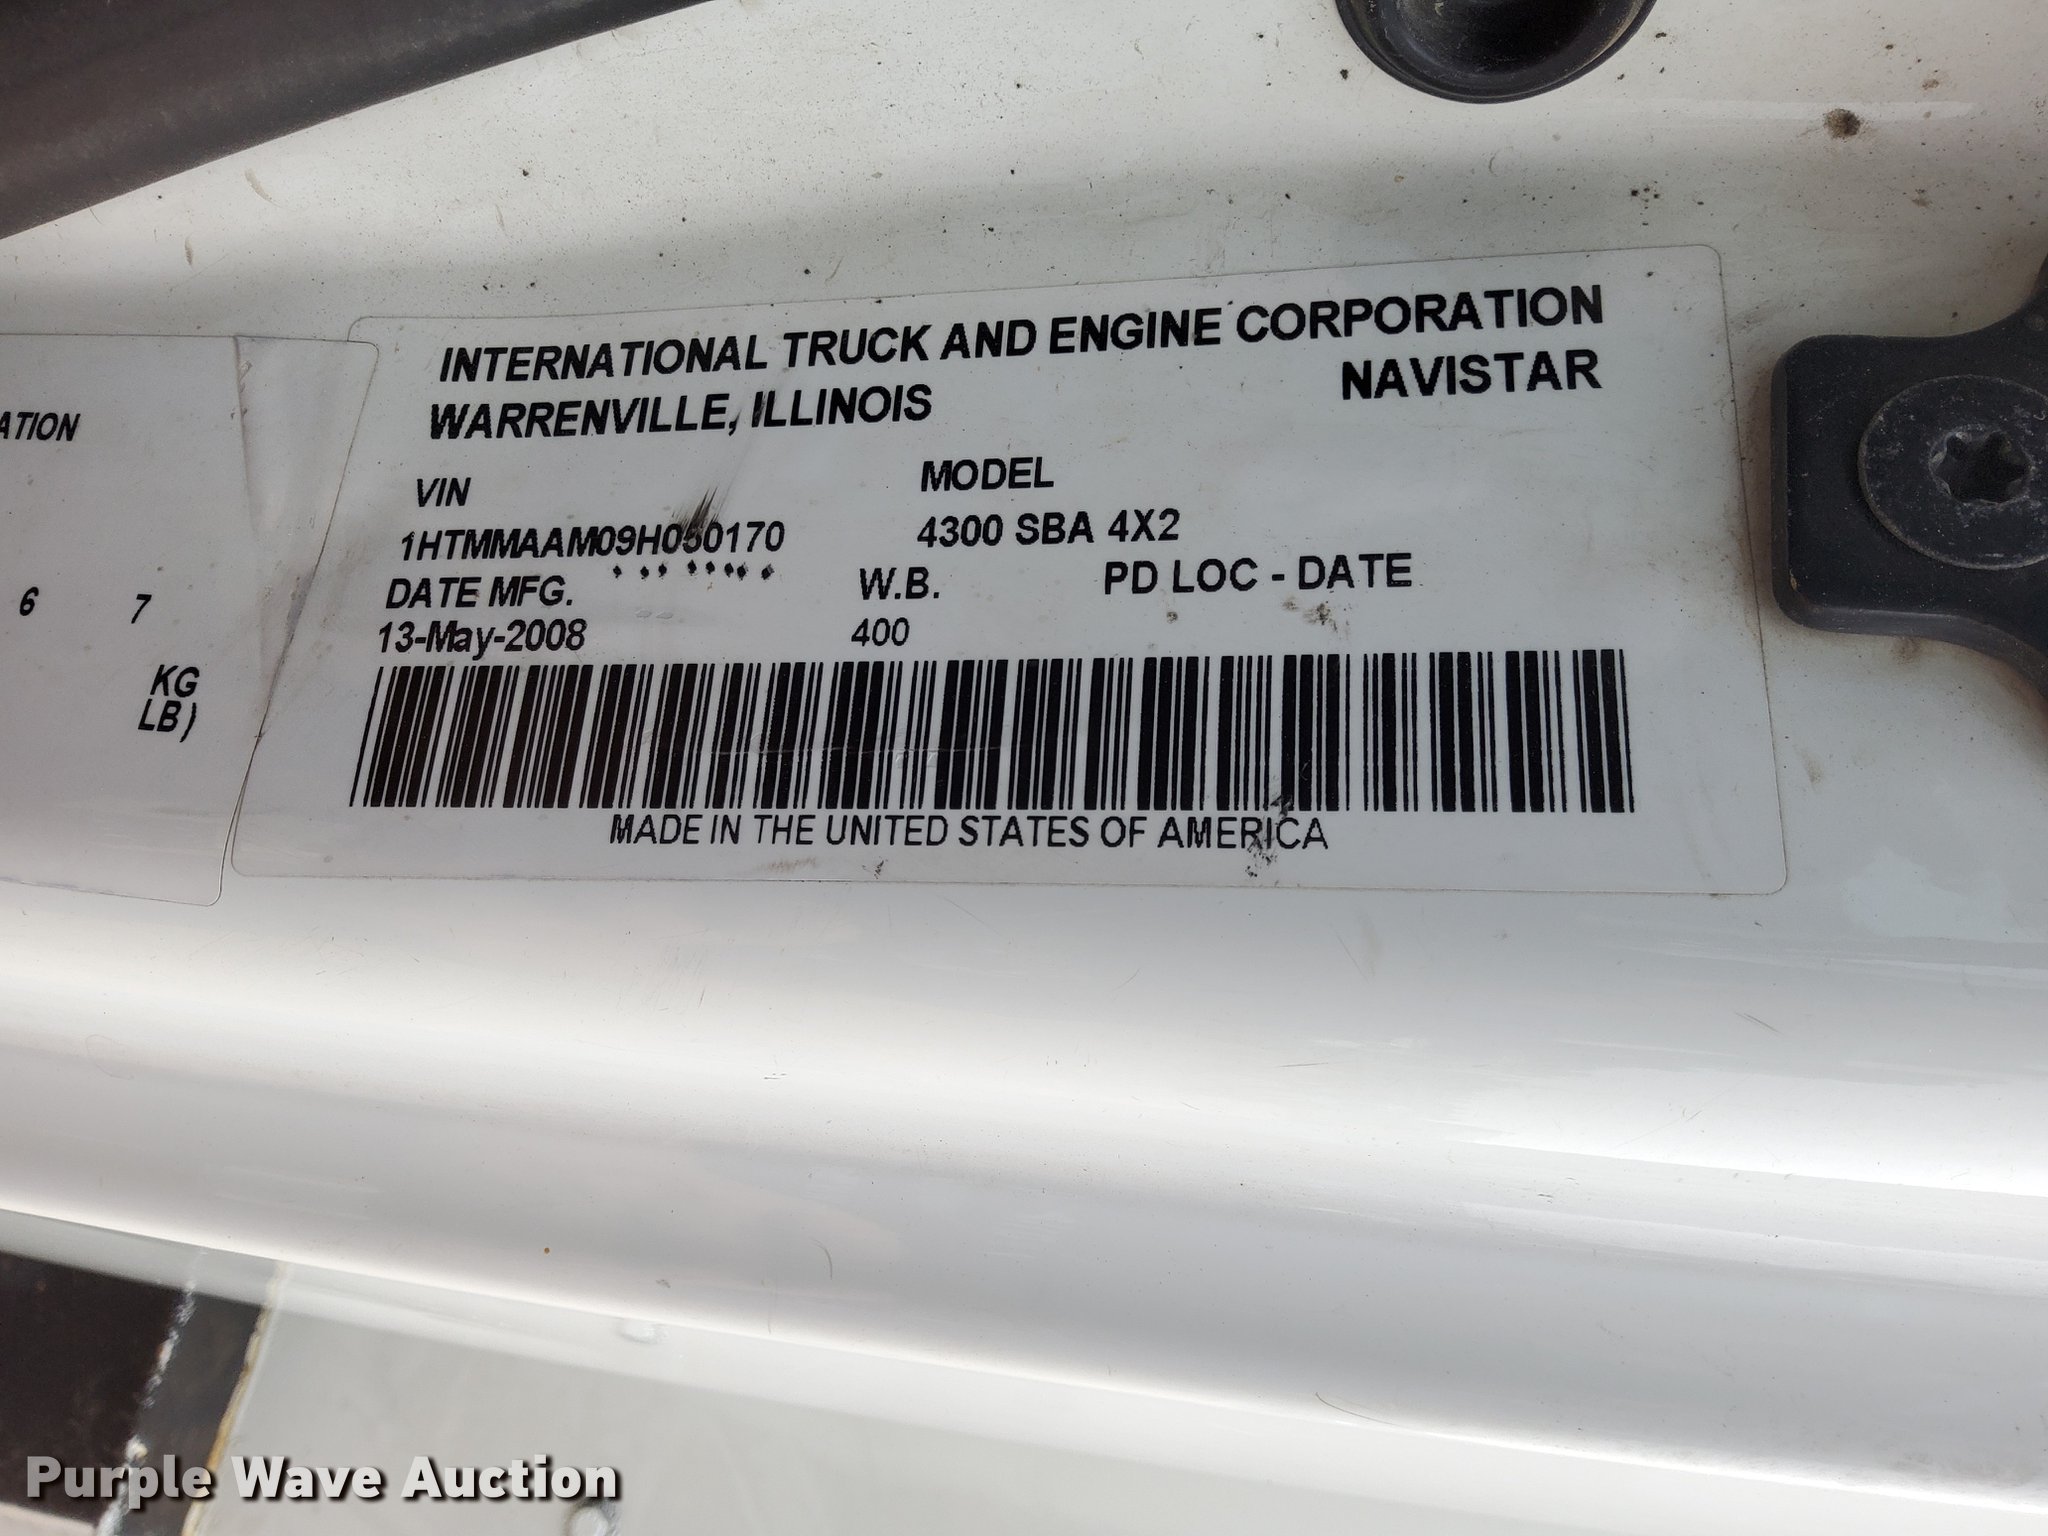 ATION
6 7
KG
LB)
INTERNATIONAL TRUCK AND ENGINE CORPORATION
WARRENVILLE, ILLINOIS NAVISTAR
VIN MODEL
1HTMMAAM09H050170 4300 SBA 4X2
DATE MFG. W.B. PD LOC - DATE
13-May-2008 400
MADE IN THE UNITED STATES OF AMERICA
Purple Wave Auction